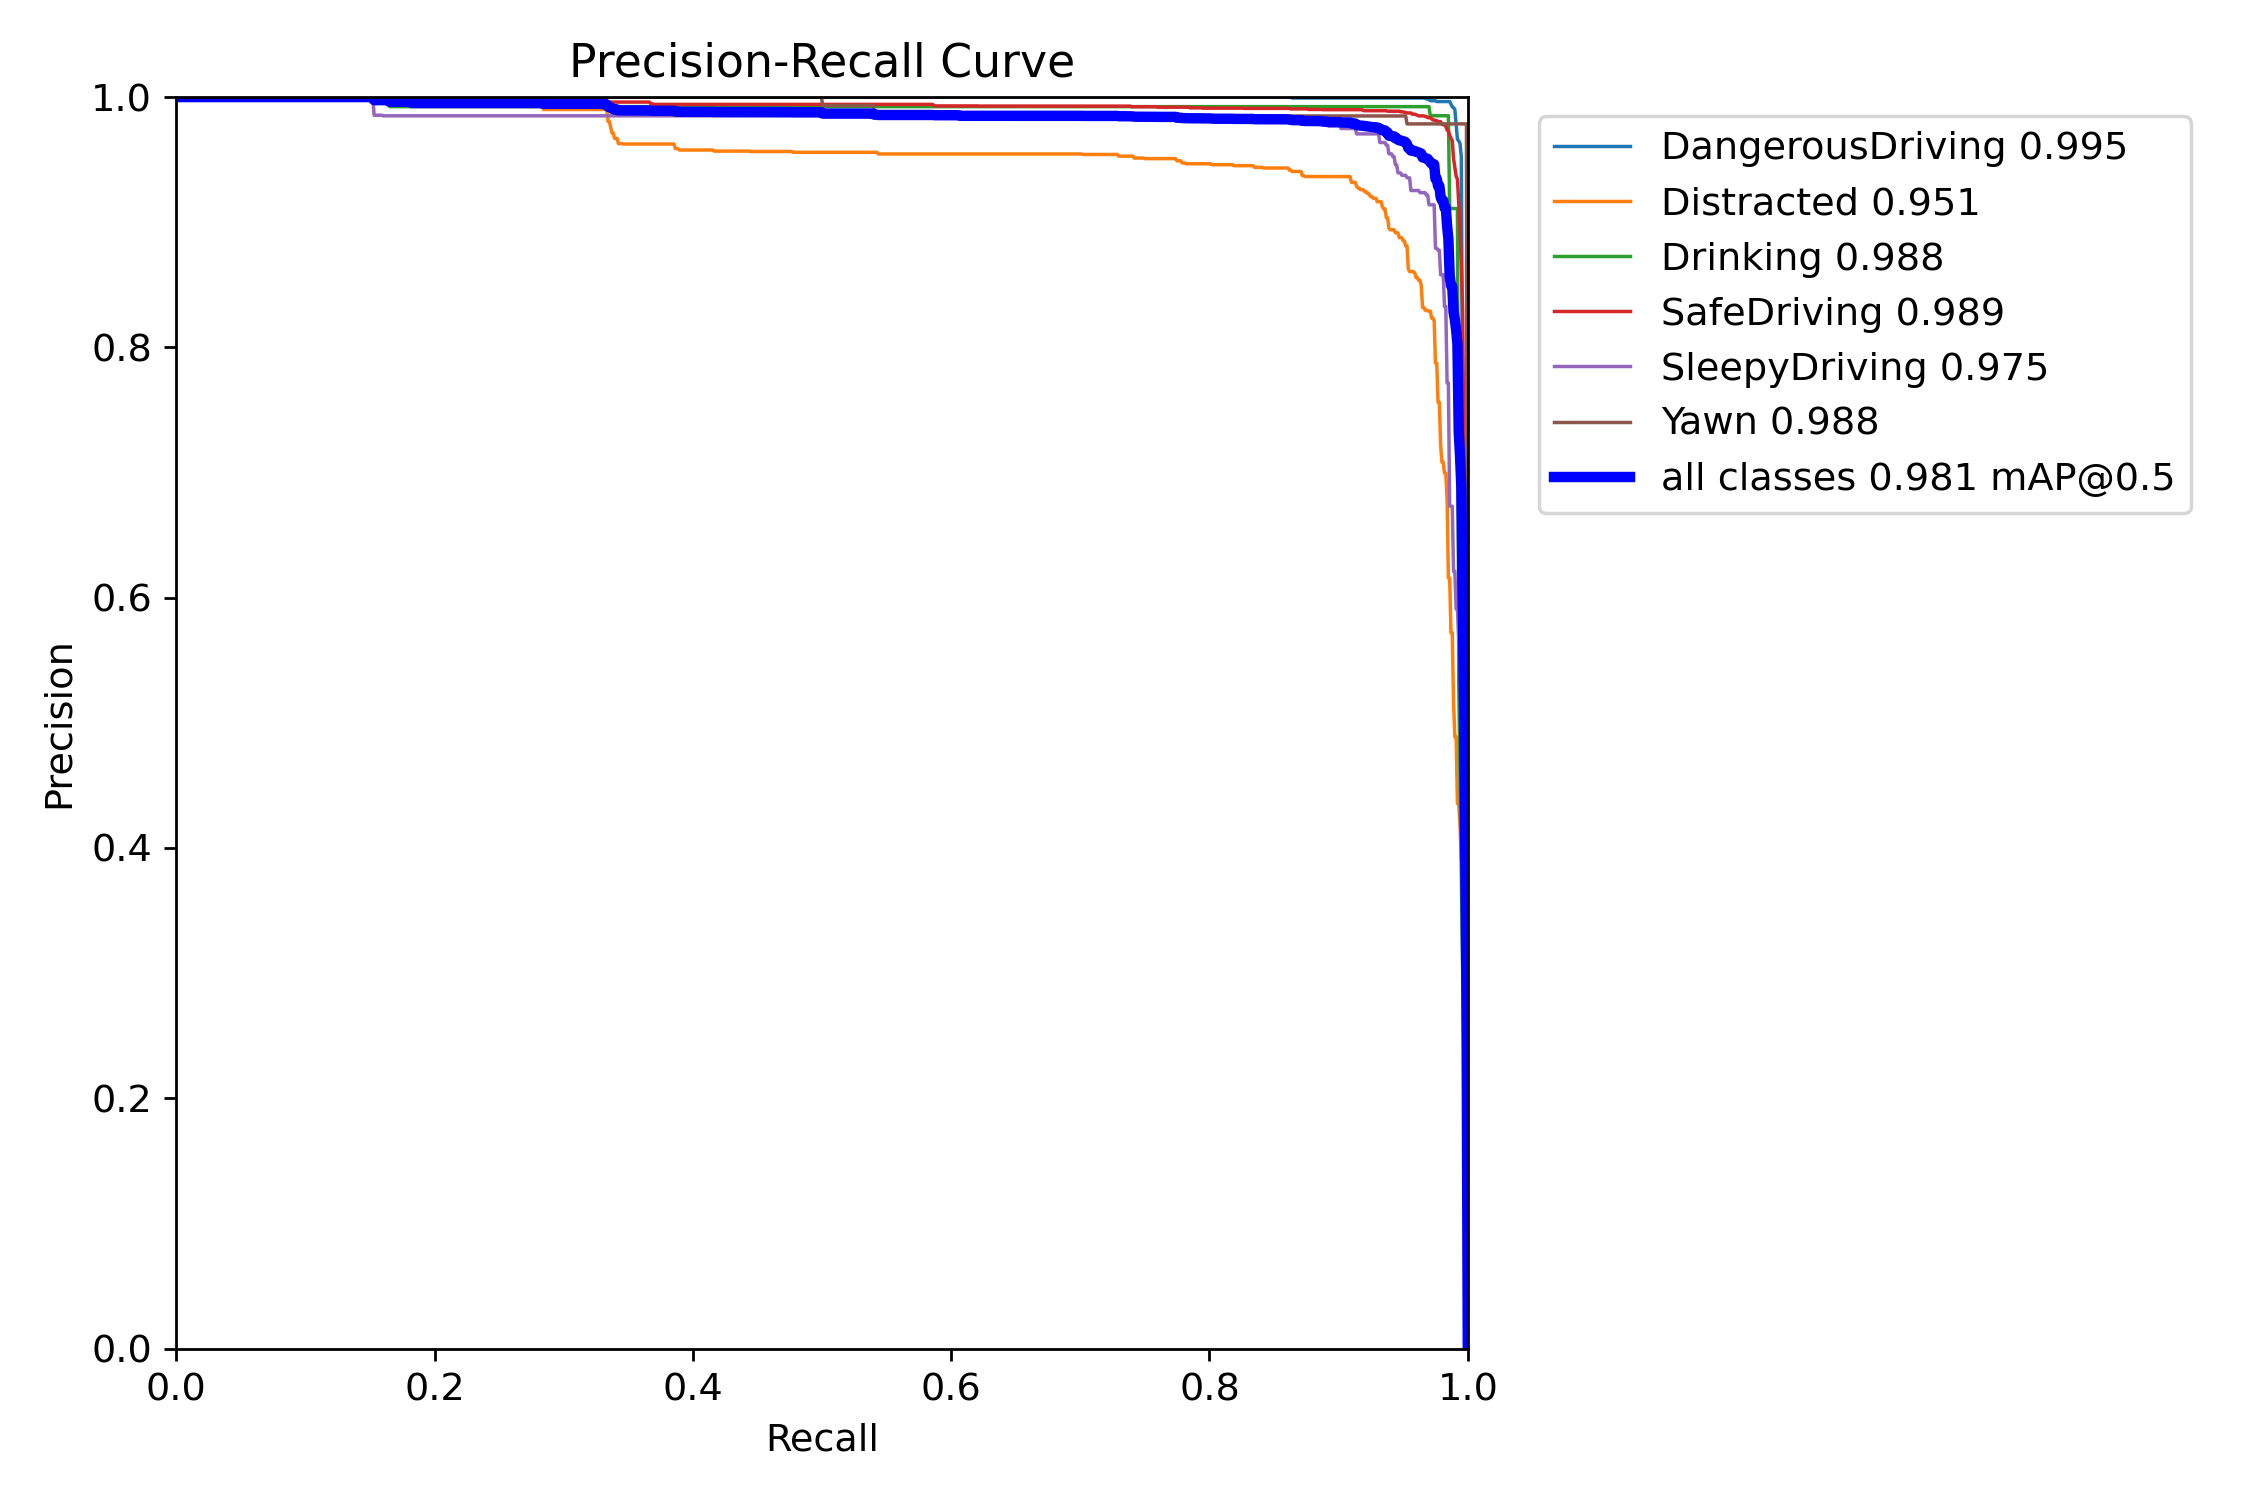 Precision-Recall Curve
1.0
0.8
0.6
0.4
0.2
0.0
Precision
0.0 0.2 0.4 0.6 0.8 1.0
Recall
DangerousDriving 0.995
Distracted 0.951
Drinking 0.988
SafeDriving 0.989
SleepyDriving 0.975
Yawn 0.988
all classes 0.981 mAP@0.5